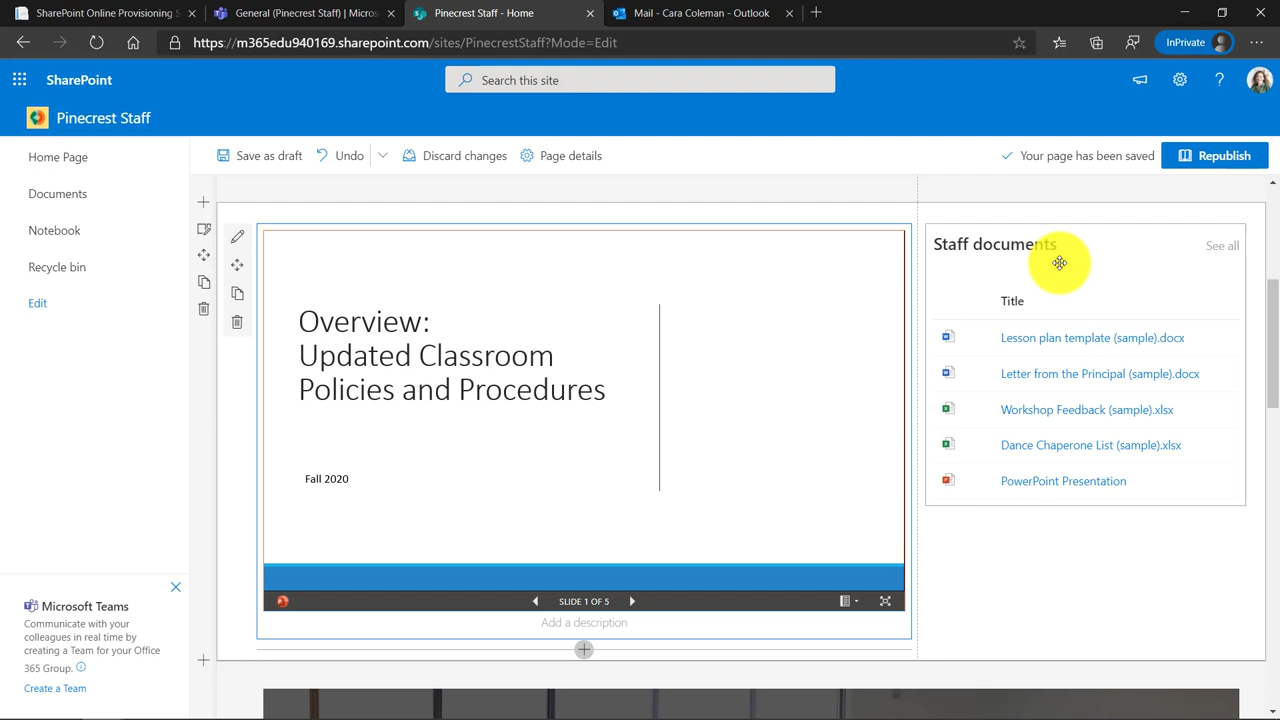 SharePoint Online Provisioning S
General (Pinecrest Staff) | Micros
Pinecrest Staff - Home
Mail - Cara Coleman - Outlook
https://m365edu940169.sharepoint.com/sites/PinecrestStaff?Mode=Edit
InPrivate
SharePoint
Search this site
Pinecrest Staff
Home Page
Documents
Notebook
Recycle bin
Edit
Save as draft
Undo
Discard changes
Page details
Your page has been saved
Republish
Overview:
Updated Classroom
Policies and Procedures
Fall 2020
SLIDE 1 OF 5
Add a description
Staff documents
See all
Title
Lesson plan template (sample).docx
Letter from the Principal (sample).docx
Workshop Feedback (sample).xlsx
Dance Chaperone List (sample).xlsx
PowerPoint Presentation
Microsoft Teams
Communicate with your
colleagues in real time by
creating a Team for your Office
365 Group.
Create a Team